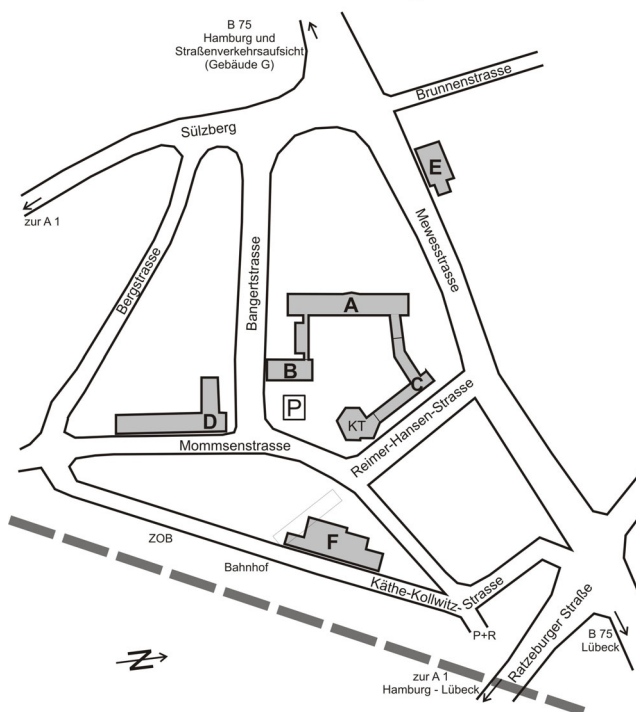 B 75
Hamburg und
Straßenverkehrsaufsicht
(Gebäude G)
Brunnenstrasse
Sülzberg
E
zur A 1
Mewesstrasse
Bergstrasse
Bangertstrasse
A
B
C
P
D
KT
Reimer-Hansen-Strasse
Mommsenstrasse
F
ZOB
Bahnhof
Käthe-Kollwitz-Strasse
P+R
Ratzeburger Straße
B 75
Lübeck
N
zur A 1
Hamburg - Lübeck